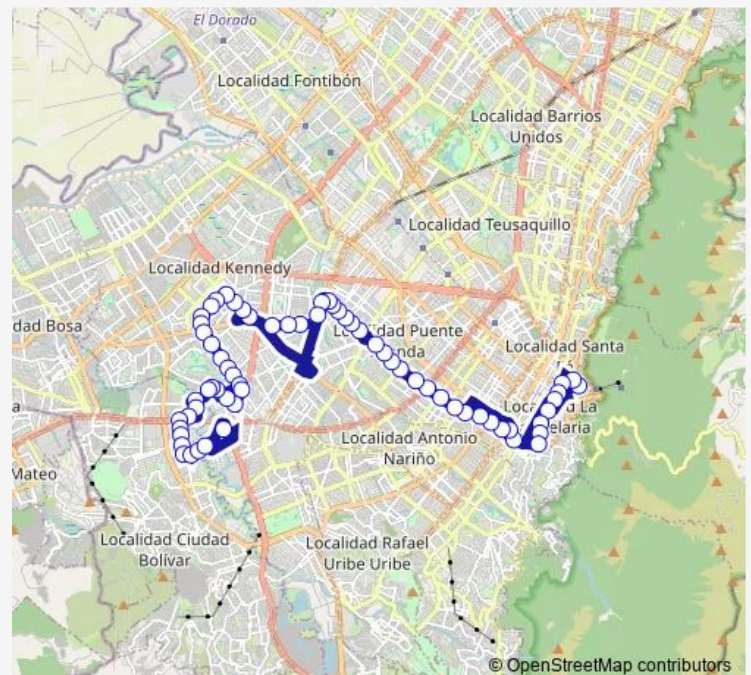 El Dorado
Localidad Fontibón
Localidad Barrios
Unidos
Localidad Teusaquillo
Localidad Kennedy
dad Bosa
Localidad Santa
Localidad Antonio
Nariño
Mateo
Localidad Ciudad
Bolívar
Localidad Rafael
Uribe Uribe
© OpenStreetMap contributors